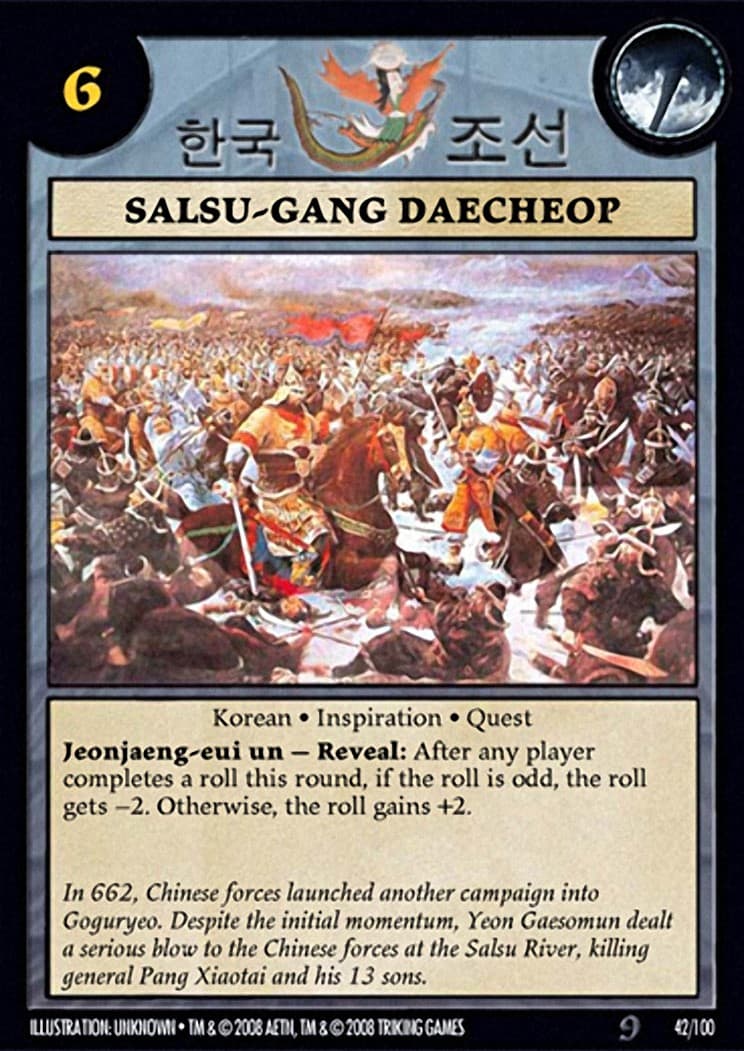 6
한국 조선
SALSU-GANG DAECHEOP
Korean • Inspiration • Quest
Jeonjaeng-eui un – Reveal: After any player
completes a roll this round, if the roll is odd, the roll
gets –2. Otherwise, the roll gains +2.
In 662, Chinese forces launched another campaign into
Goguryeo. Despite the initial momentum, Yeon Gaesomun dealt
a serious blow to the Chinese forces at the Salsu River, killing
general Pang Xiaotai and his 13 sons.
ILLUSTRATION: UNKNOWN • TM & © 2008 AETN, TM & © 2008 TRIKING GAMES 9 42/100